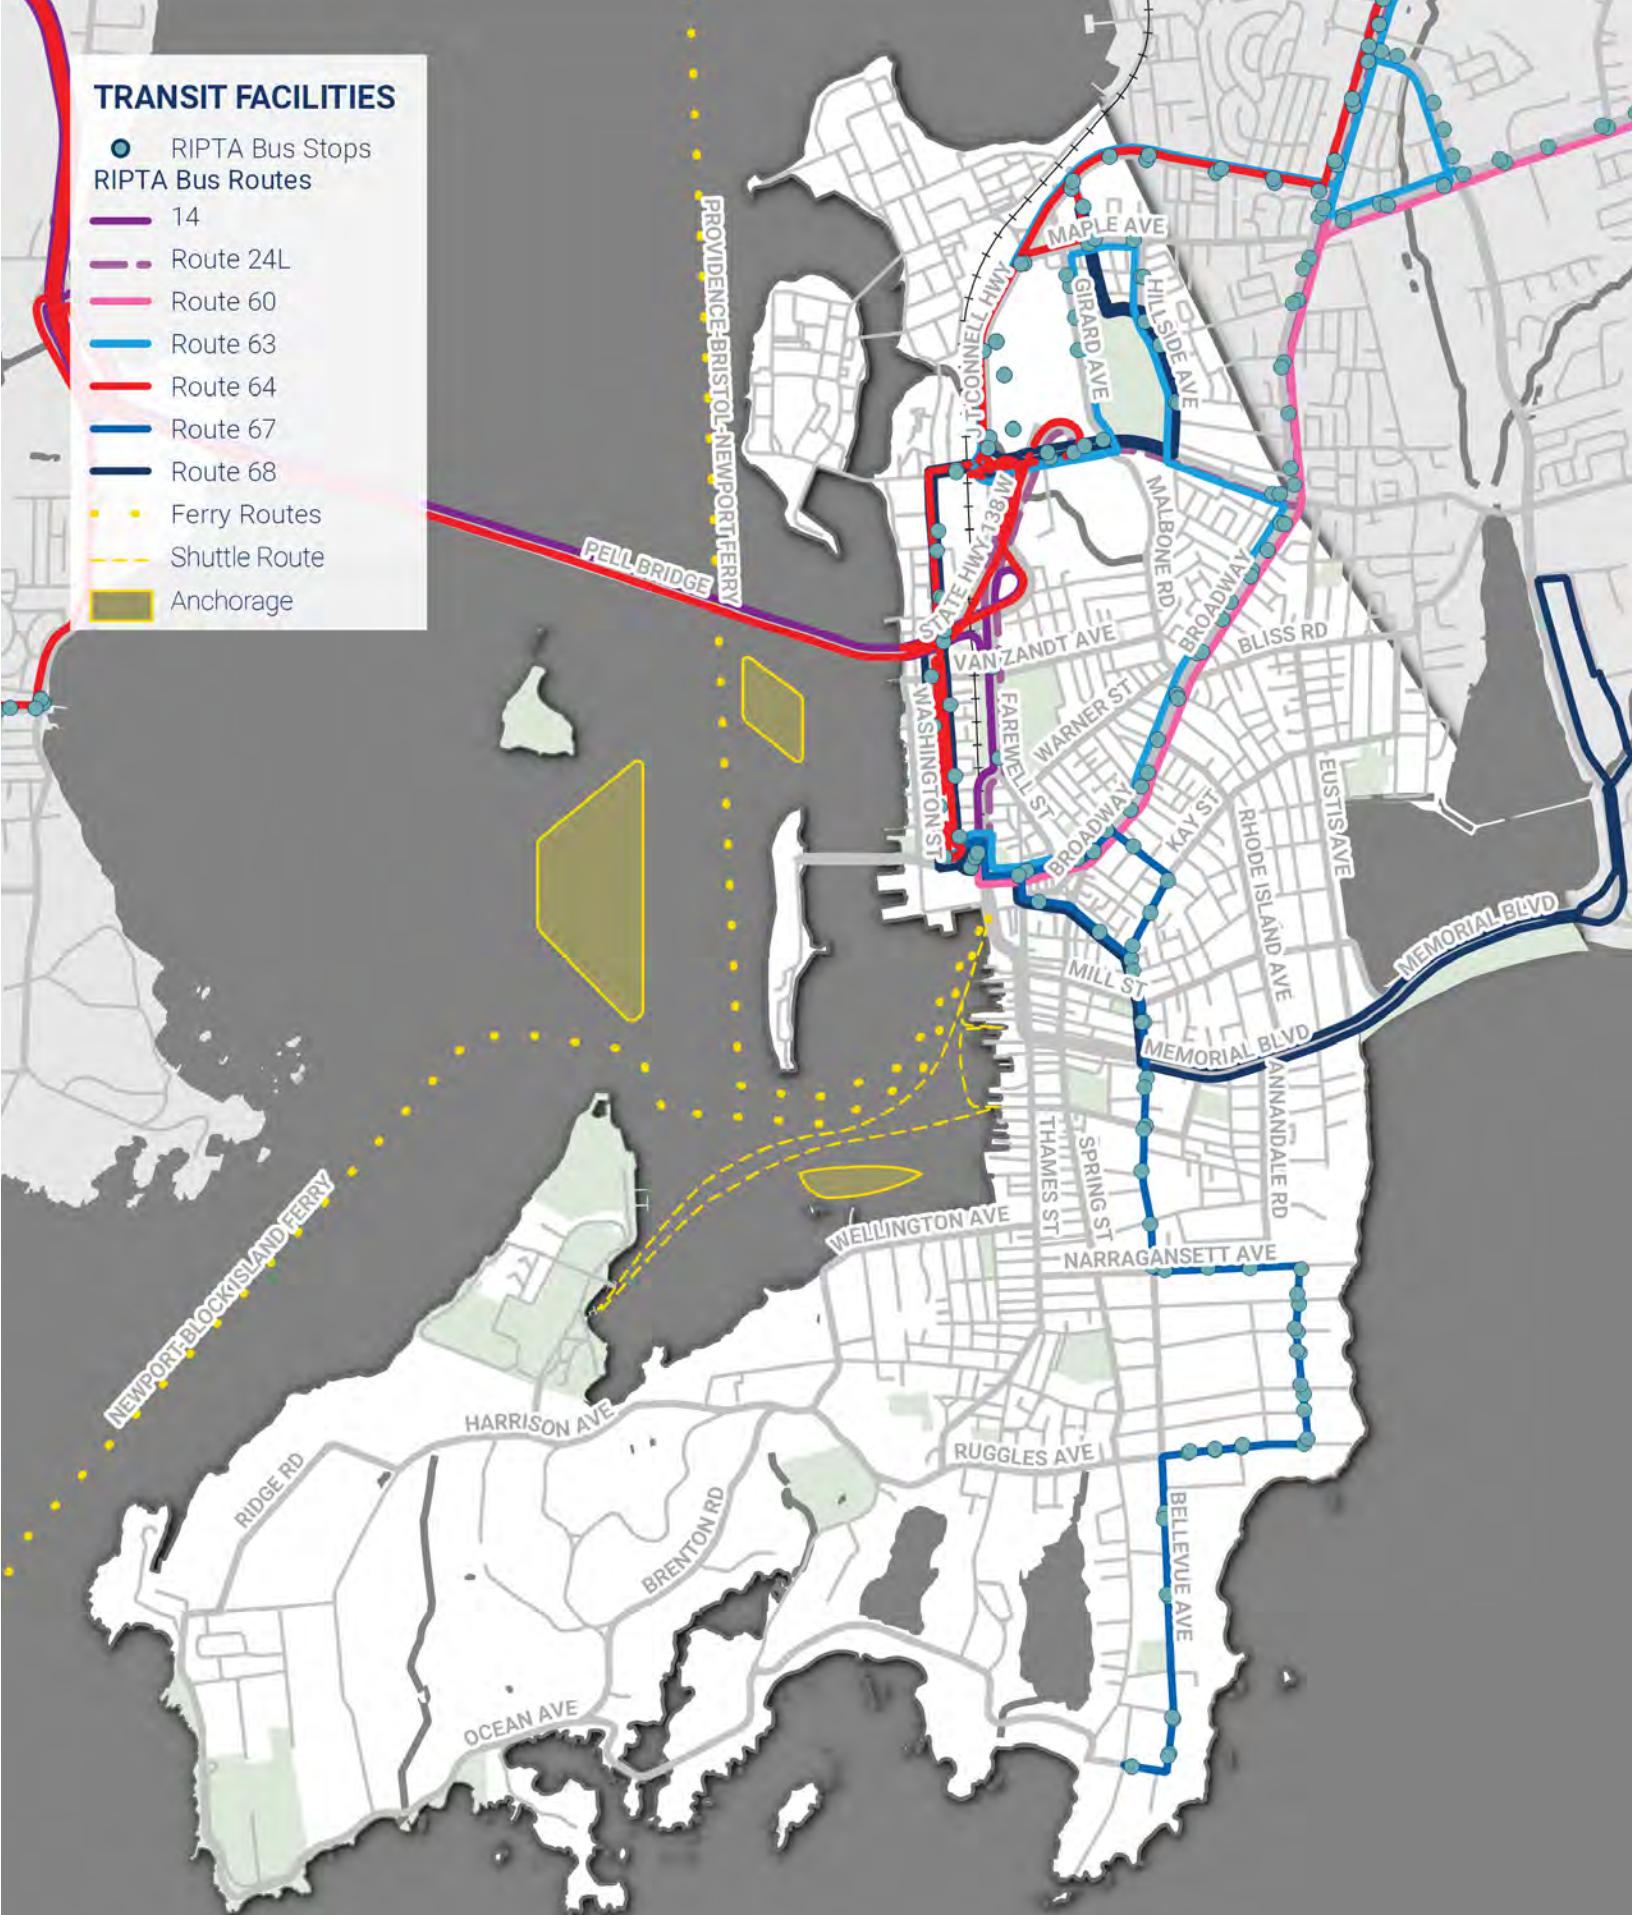 TRANSIT FACILITIES
RIPTA Bus Stops
RIPTA Bus Routes
14
Route 24L
Route 60
Route 63
Route 64
Route 67
Route 68
Ferry Routes
Shuttle Route
Anchorage
PROVIDENCE-BRISTOL-NEWPORT FERRY
MAPLE AVE
JT CONNELL HWY
GIRARD AVE
HILLSIDE AVE
MALBONE RD
STATE HWY 138 W
PELL BRIDGE
BROADWAY
BLISS RD
VAN ZANDT AVE
WASHINGTON ST
FAREWELL ST
WARNER ST
EUSTIS AVE
KAY ST
BROADWAY
RHODE ISLAND AVE
MEMORIAL BLVD
MILL ST
MEMORIAL BLVD
ANNANDALE RD
THAMES ST
SPRING ST
WELLINGTON AVE
NARRAGANSETT AVE
NEWPORT-BLOCK ISLAND FERRY
HARRISON AVE
RUGGLES AVE
RIDGE RD
BRENTON RD
BELLEVUE AVE
OCEAN AVE